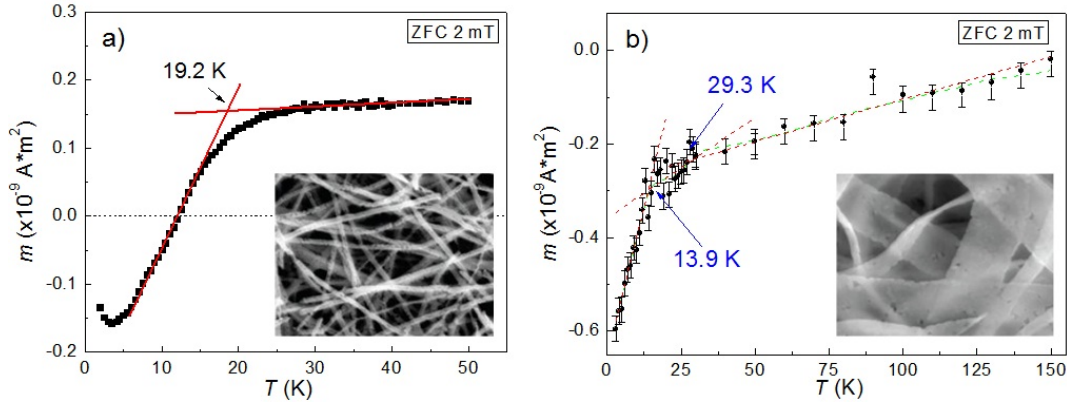 a)
ZFC 2 mT
19.2 K
0.3
0.2
0.1
0.0
-0.1
-0.2
m (x10⁻⁹ A*m²)
0 10 20 30 40 50
T (K)
b)
ZFC 2 mT
29.3 K
13.9 K
0.0
-0.2
-0.4
-0.6
m (x10⁻⁹ A*m²)
0 25 50 75 100 125 150
T (K)